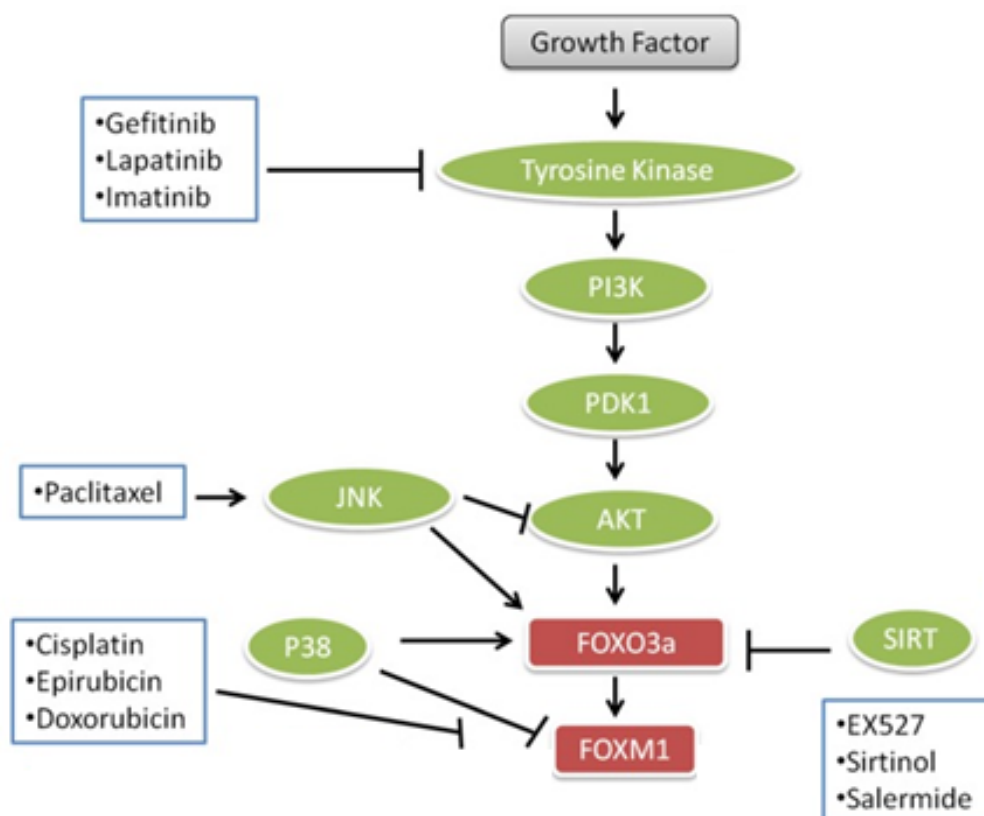 Growth Factor
•Gefitinib
•Lapatinib
•Imatinib
Tyrosine Kinase
PI3K
PDK1
•Paclitaxel
JNK
AKT
•Cisplatin
•Epirubicin
•Doxorubicin
P38
FOXO3a
SIRT
FOXM1
•EX527
•Sirtinol
•Salermide